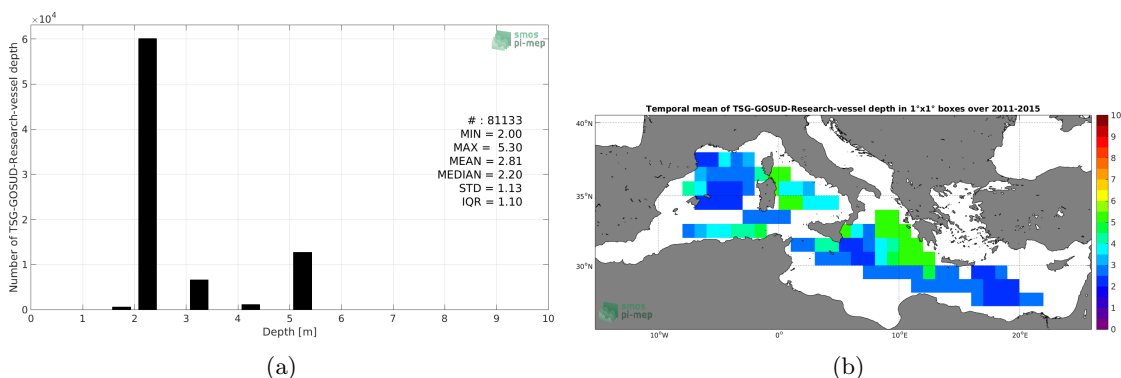 ×10⁴
6
5
4
3
2
1
0
Number of TSG-GOSUD-Research-vessel depth
0 1 2 3 4 5 6 7 8 9 10
Depth [m]
smos
pi-mep
# : 81133
MIN = 2.00
MAX = 5.30
MEAN = 2.81
MEDIAN = 2.20
STD = 1.13
IQR = 1.10
(a)
Temporal mean of TSG-GOSUD-Research-vessel depth in 1°x1° boxes over 2011-2015
40°N
35°N
30°N
10°W 0° 10°E 20°E
10
9
8
7
6
5
4
3
2
1
0
smos
pi-mep
(b)